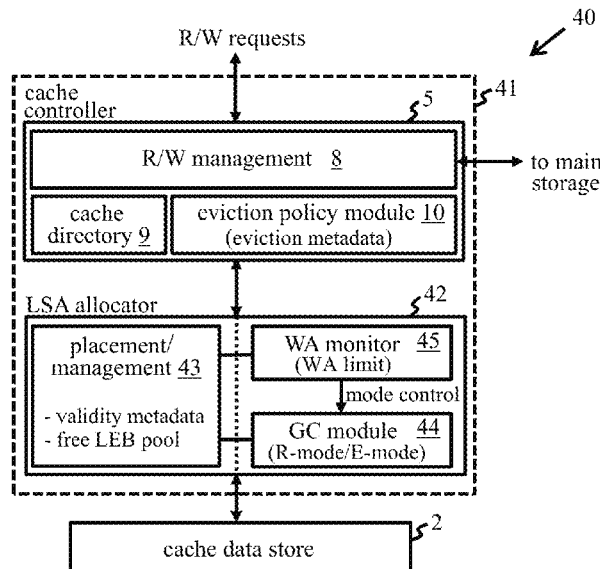 40
R/W requests
41
cache
controller
5
R/W management 8
to main
storage
cache
directory 9
eviction policy module 10
(eviction metadata)
LSA allocator
42
placement/
management 43
- validity metadata
- free LEB pool
WA monitor 45
(WA limit)
mode control
GC module 44
(R-mode/E-mode)
2
cache data store